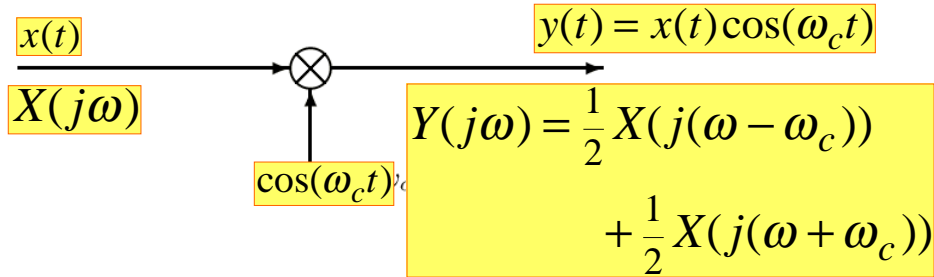 x(t)
y(t) = x(t)cos(ω_c t)
X(jω)
Y(jω) = 1/2 X(j(ω − ω_c))
+ 1/2 X(j(ω + ω_c))
cos(ω_c t)